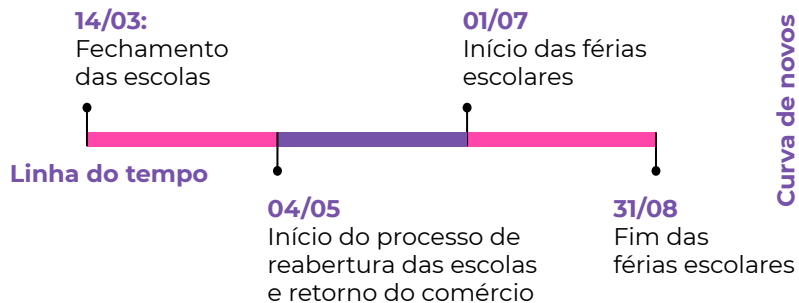 14/03:
Fechamento
das escolas
01/07
Início das férias
escolares
Linha do tempo
04/05
Início do processo de
reabertura das escolas
e retorno do comércio
31/08
Fim das
férias escolares
Curva de novos